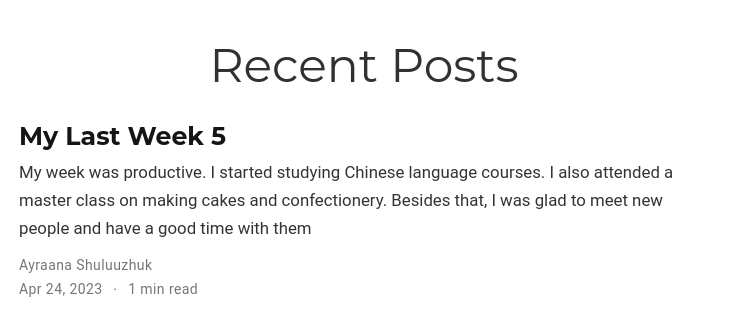 Recent Posts
My Last Week 5
My week was productive. I started studying Chinese language courses. I also attended a
master class on making cakes and confectionery. Besides that, I was glad to meet new
people and have a good time with them
Ayraana Shuluuzhuk
Apr 24, 2023 · 1 min read